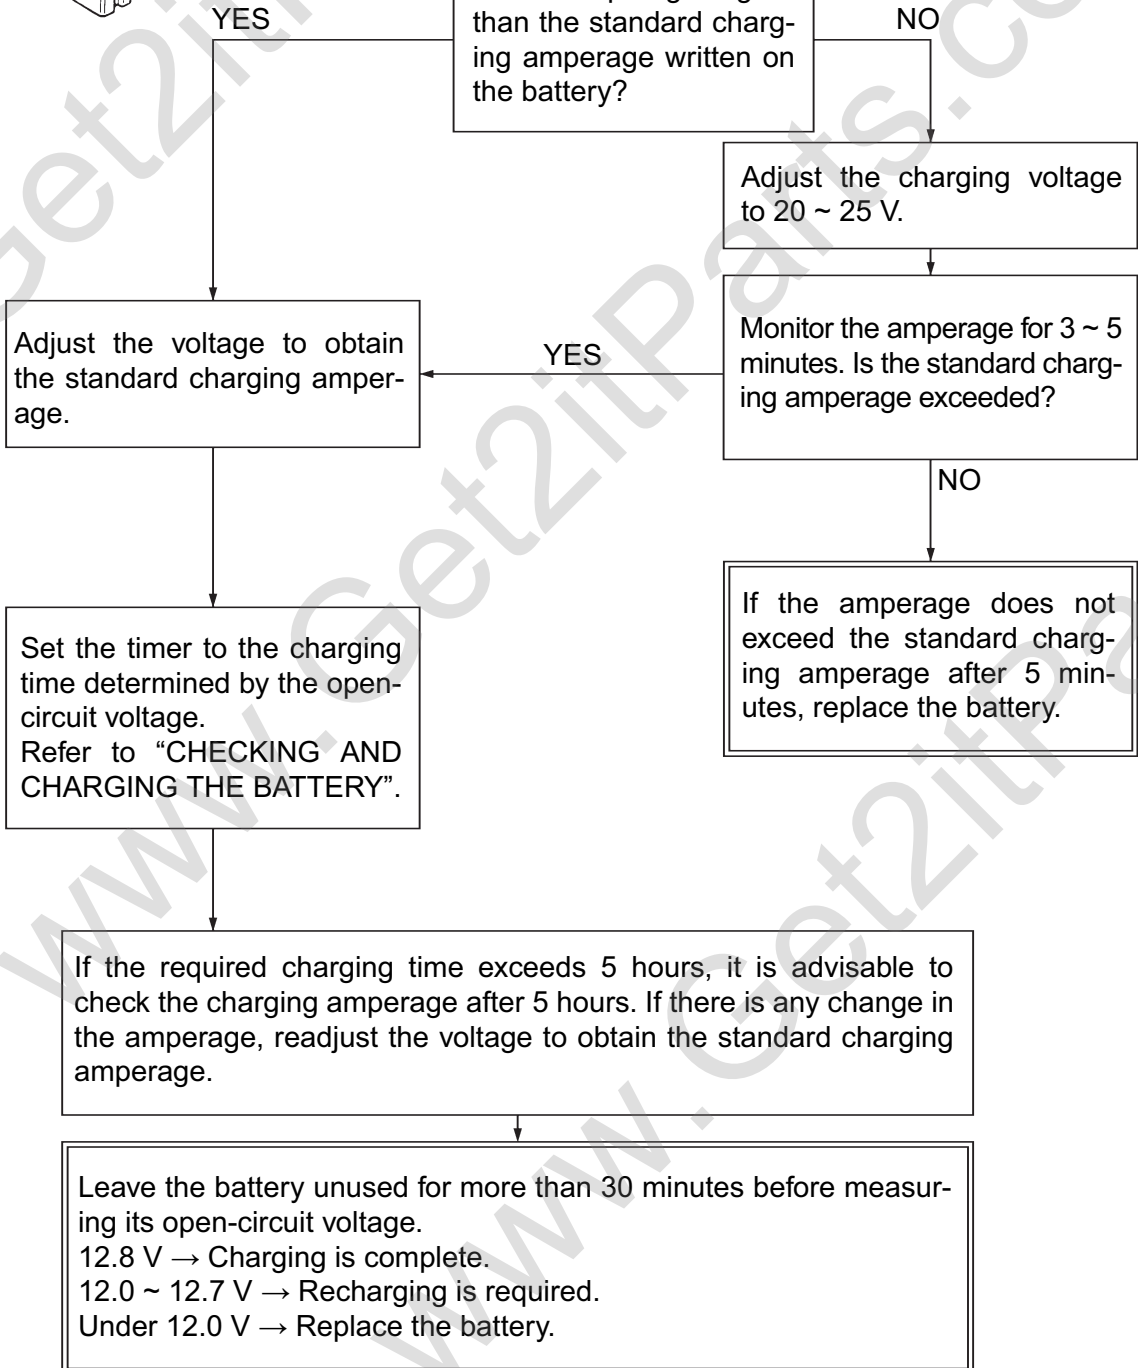 YES
than the standard charg-
ing amperage written on
the battery?
NO
Adjust the charging voltage
to 20 ~ 25 V.
Adjust the voltage to obtain
the standard charging amper-
age.
YES
Monitor the amperage for 3 ~ 5
minutes. Is the standard charg-
ing amperage exceeded?
NO
If the amperage does not
exceed the standard charg-
ing amperage after 5 min-
utes, replace the battery.
Set the timer to the charging
time determined by the open-
circuit voltage.
Refer to “CHECKING AND
CHARGING THE BATTERY”.
If the required charging time exceeds 5 hours, it is advisable to
check the charging amperage after 5 hours. If there is any change in
the amperage, readjust the voltage to obtain the standard charging
amperage.
Leave the battery unused for more than 30 minutes before measur-
ing its open-circuit voltage.
12.8 V → Charging is complete.
12.0 ~ 12.7 V → Recharging is required.
Under 12.0 V → Replace the battery.
www.Get2itParts.co
www.Get2itPa
Get2it